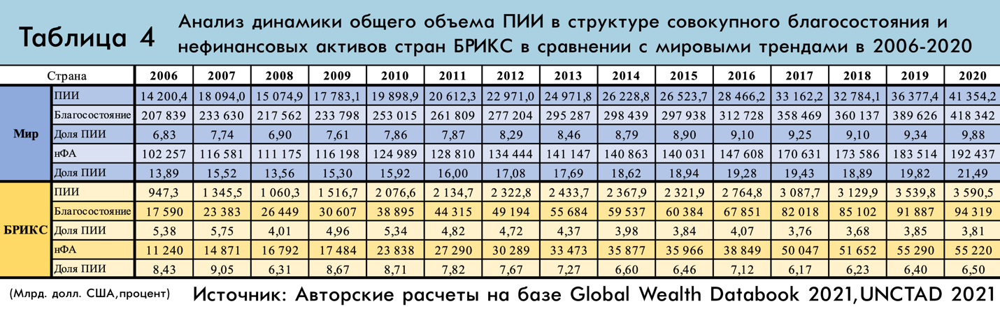 Таблица 4
Анализ динамики общего объема ПИИ в структуре совокупного благосостояния и
нефинансовых активов стран БРИКС в сравнении с мировыми трендами в 2006-2020
Страна 2006 2007 2008 2009 2010 2011 2012 2013 2014 2015 2016 2017 2018 2019 2020
Мир
ПИИ 14 200,4 18 094,0 15 074,9 17 783,1 19 898,9 20 612,3 22 971,0 24 971,8 26 228,8 26 523,7 28 466,2 33 162,2 32 784,1 36 377,4 41 354,2
Благосостояние 207 839 233 630 217 562 233 798 253 015 261 809 277 204 295 287 298 439 297 938 312 728 358 469 360 137 389 626 418 342
Доля ПИИ 6,83 7,74 6,90 7,61 7,86 7,87 8,29 8,46 8,79 8,90 9,10 9,25 9,10 9,34 9,88
нФА 102 257 116 581 111 175 116 198 124 989 128 810 134 444 141 147 140 863 140 031 147 608 170 631 173 586 183 514 192 437
Доля ПИИ 13,89 15,52 13,56 15,30 15,92 16,00 17,08 17,69 18,62 18,94 19,28 19,43 18,89 19,82 21,49
БРИКС
ПИИ 947,3 1 345,5 1 060,3 1 516,7 2 076,6 2 134,7 2 322,8 2 433,7 2 367,9 2 321,9 2 764,8 3 087,7 3 129,9 3 539,8 3 590,5
Благосостояние 17 590 23 383 26 449 30 607 38 895 44 315 49 194 55 684 59 537 60 384 67 851 82 018 85 102 91 887 94 319
Доля ПИИ 5,38 5,75 4,01 4,96 5,34 4,82 4,72 4,37 3,98 3,84 4,07 3,76 3,68 3,85 3,81
нФА 11 240 14 871 16 792 17 484 23 838 27 290 30 289 33 473 35 877 35 966 38 849 50 047 51 652 55 290 55 220
Доля ПИИ 8,43 9,05 6,31 8,67 8,71 7,82 7,67 7,27 6,60 6,46 7,12 6,17 6,23 6,40 6,50
(Млрд. долл. США,процент) Источник: Авторские расчеты на базе Global Wealth Databook 2021,UNCTAD 2021